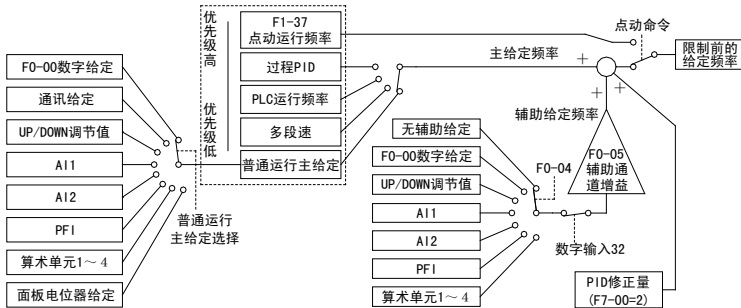 优先级高
优先级低
F1-37
点动运行频率
过程PID
PLC运行频率
多段速
普通运行主给定
F0-00数字给定
通讯给定
UP/DOWN调节值
AI1
AI2
PFI
算术单元1～4
面板电位器给定
普通运行
主给定选择
主给定频率
点动命令
限制前的
给定频率
+
+
+
辅助给定频率
F0-05
辅助通
道增益
无辅助给定
F0-00数字给定
UP/DOWN调节值
AI1
AI2
PFI
算术单元1～4
F0-04
数字输入32
PID修正量
(F7-00=2)